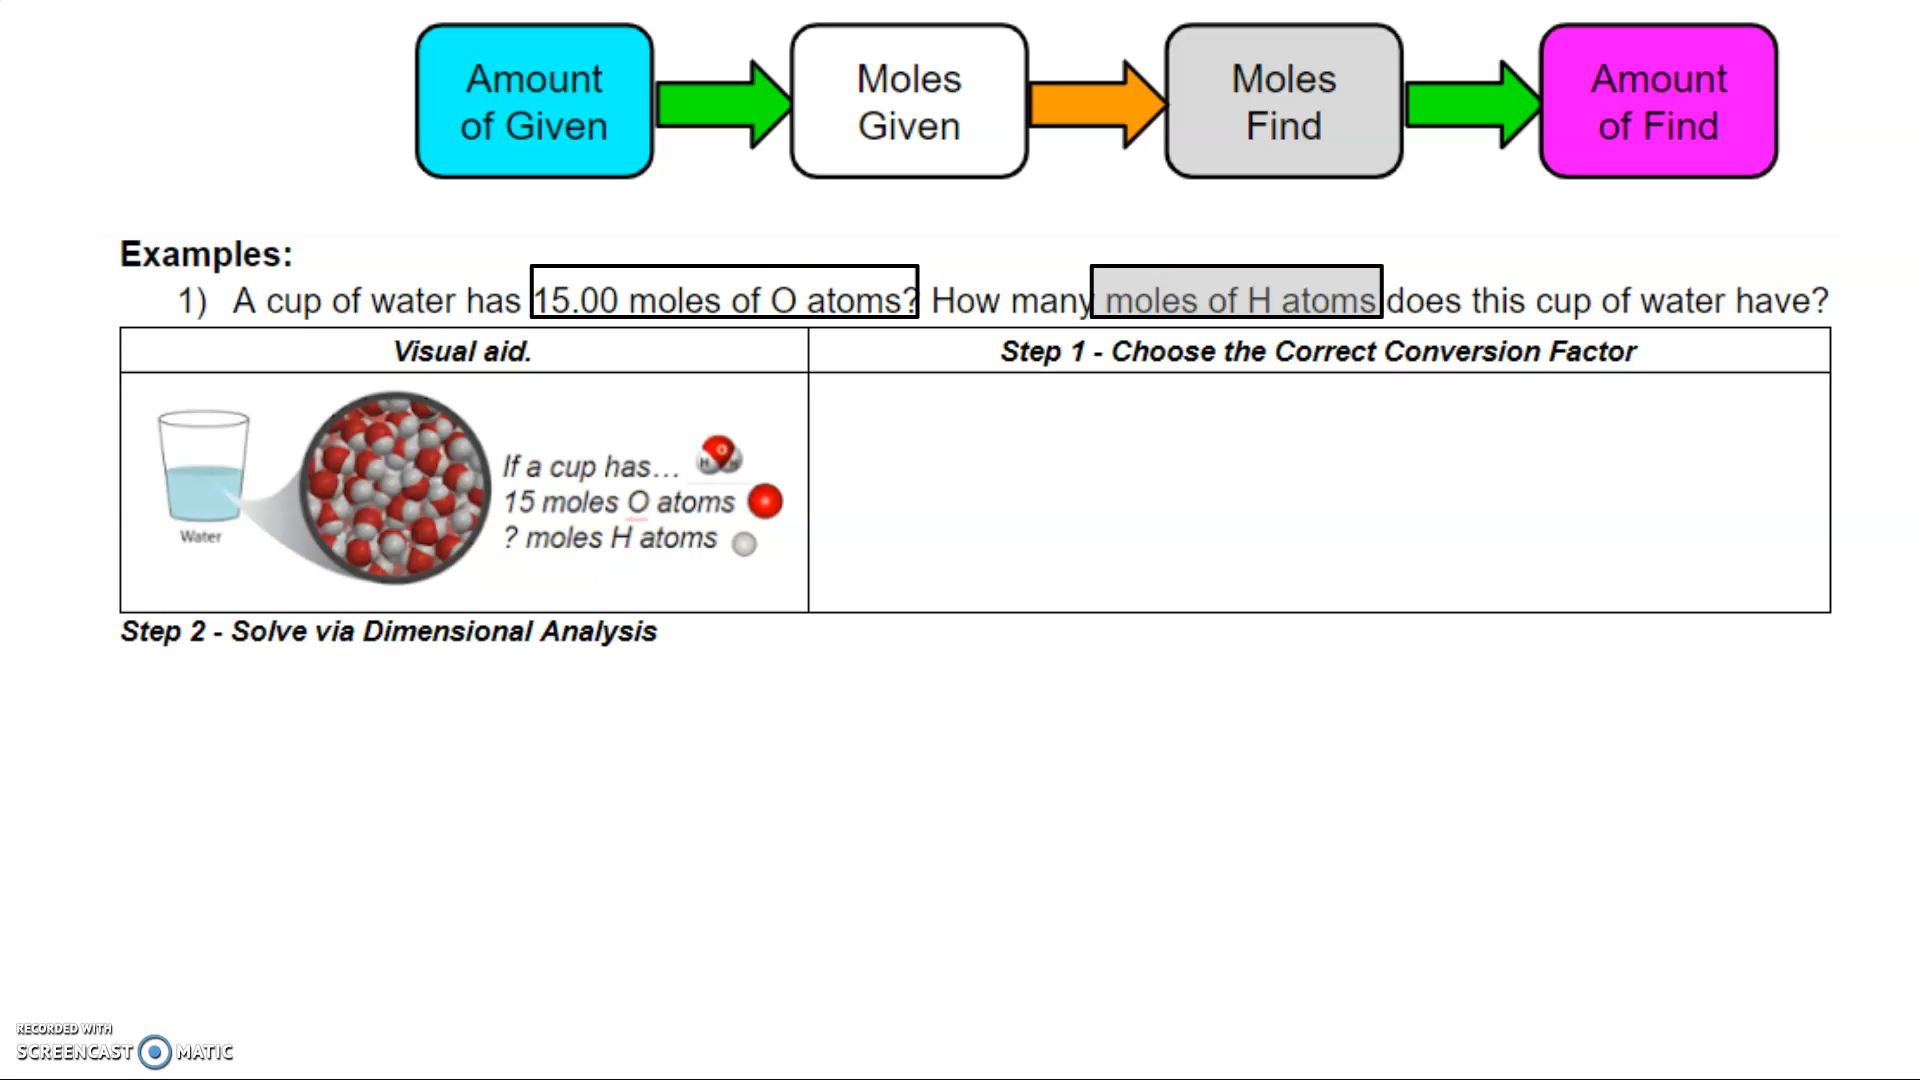 Amount
of Given
Moles
Given
Moles
Find
Amount
of Find
Examples:
1) A cup of water has 15.00 moles of O atoms? How many moles of H atoms does this cup of water have?
Visual aid.
Step 1 - Choose the Correct Conversion Factor
Water
If a cup has...
O
H
H
15 moles O atoms
? moles H atoms
Step 2 - Solve via Dimensional Analysis
RECORDED WITH
SCREENCAST MATIC